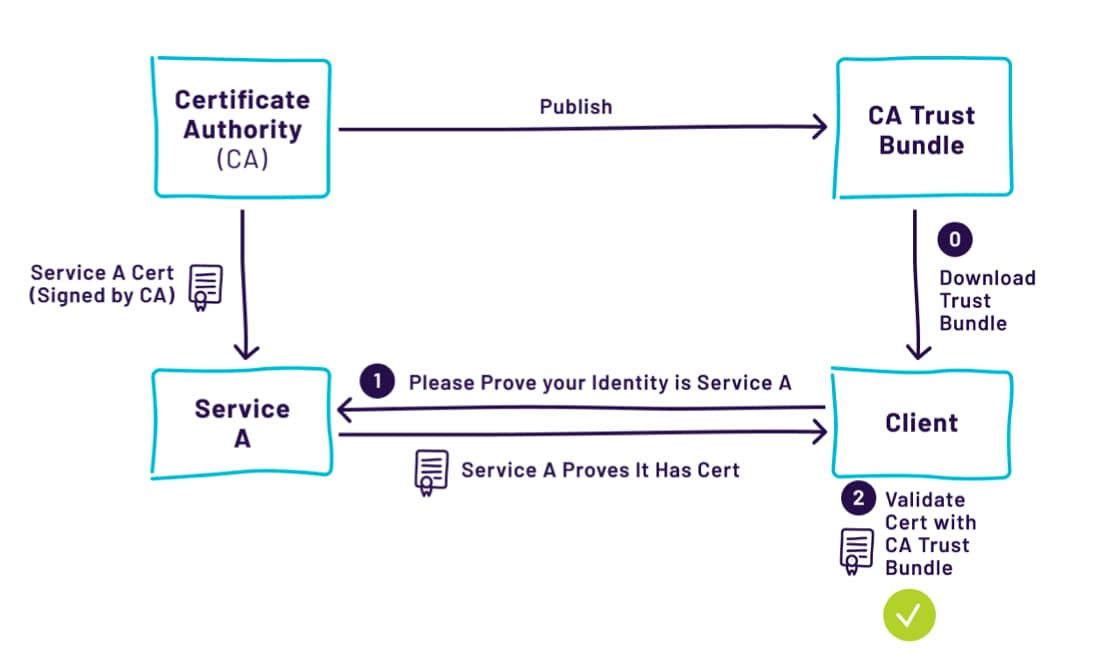 Certificate
Authority
(CA)
Publish
CA Trust
Bundle
Service A Cert
(Signed by CA)
0
Download
Trust
Bundle
1 Please Prove your Identity is Service A
Service
A
Client
Service A Proves It Has Cert
2 Validate
Cert with
CA Trust
Bundle